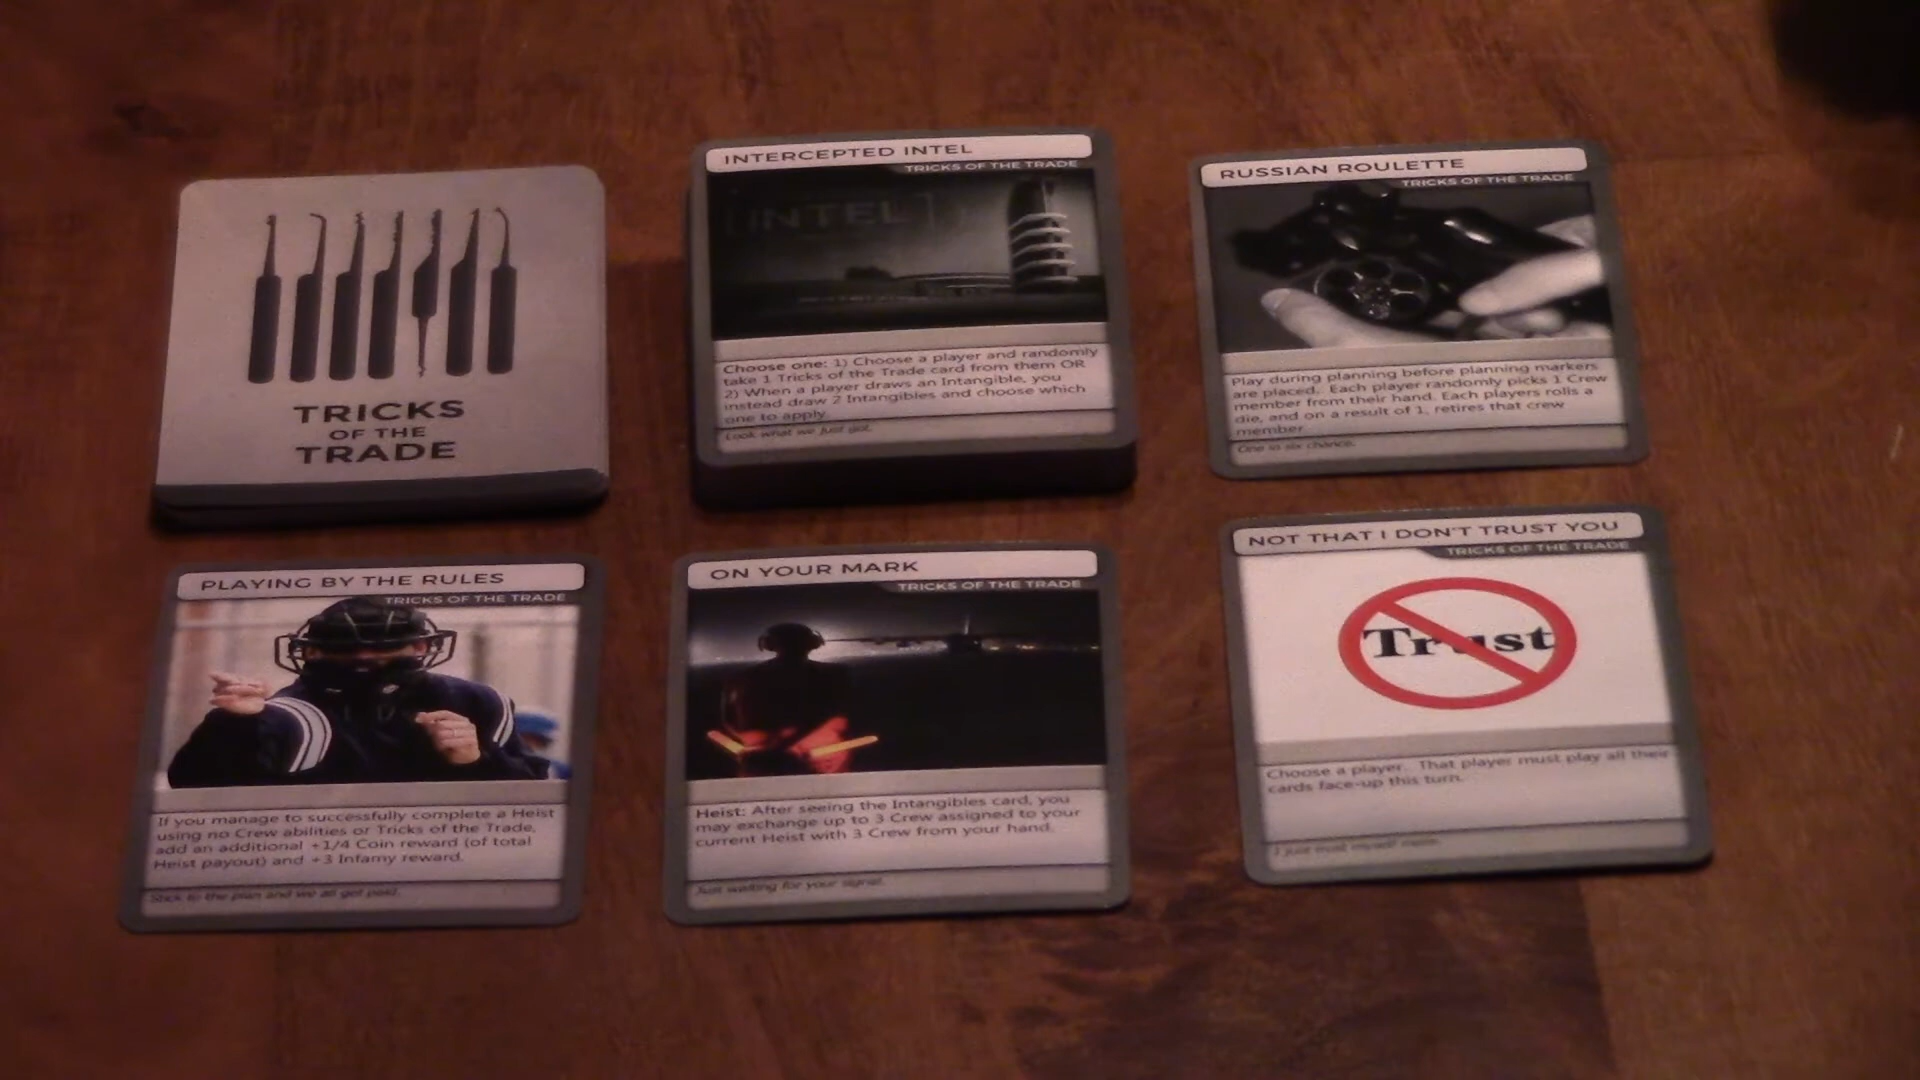 TRICKS
OF THE
TRADE
INTERCEPTED INTEL
TRICKS OF THE TRADE
INTEL
Choose one: 1) Choose a player and randomly
take 1 Tricks of the Trade card from them OR
2) When a player draws an Intangible, you
instead draw 2 Intangibles and choose which
one to apply.
Look what we just got.
RUSSIAN ROULETTE
TRICKS OF THE TRADE
Play during planning before planning markers
are placed. Each player randomly picks 1 Crew
member from their hand. Each players rolls a
die, and on a result of 1, retires that crew
member.
One in six chance.
PLAYING BY THE RULES
TRICKS OF THE TRADE
If you manage to successfully complete a Heist
using no Crew abilities or Tricks of the Trade,
add an additional +1/4 Coin reward (of total
Heist payout) and +3 Infamy reward.
Stick to the plan and we all get paid.
ON YOUR MARK
TRICKS OF THE TRADE
Heist: After seeing the Intangibles card, you
may exchange up to 3 Crew assigned to your
current Heist with 3 Crew from your hand.
Just waiting for your signal.
NOT THAT I DON'T TRUST YOU
TRICKS OF THE TRADE
Trust
Choose a player. That player must play all their
cards face-up this turn.
I just trust myself more.